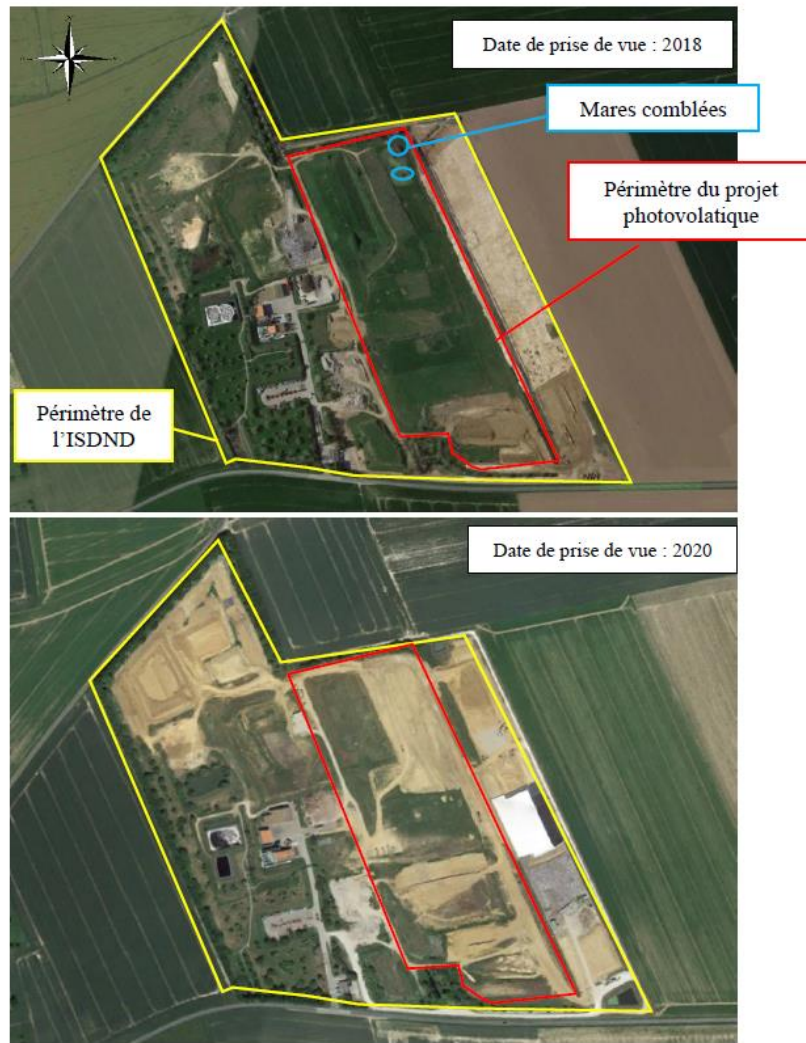 Date de prise de vue : 2018
Mares comblées
Périmètre du projet
photovolatique
Périmètre de
l’ISDND
Date de prise de vue : 2020